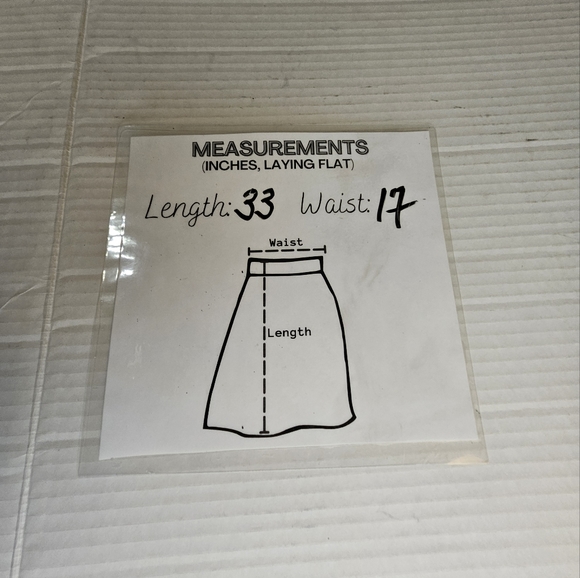 MEASUREMENTS
(INCHES, LAYING FLAT)
Length: 33 Waist: 17
Waist
Length